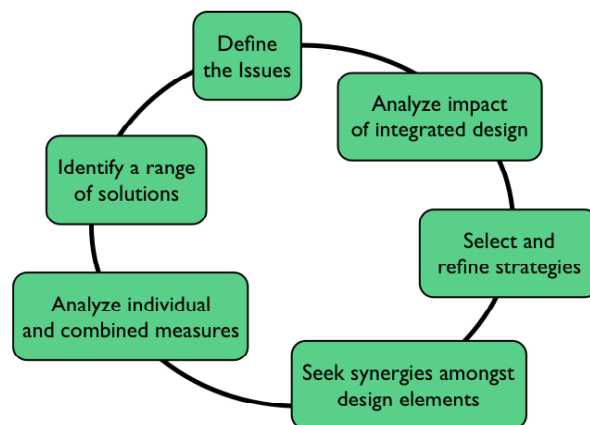 Define
the Issues
Analyze impact
of integrated design
Identify a range
of solutions
Select and
refine strategies
Analyze individual
and combined measures
Seek synergies amongst
design elements